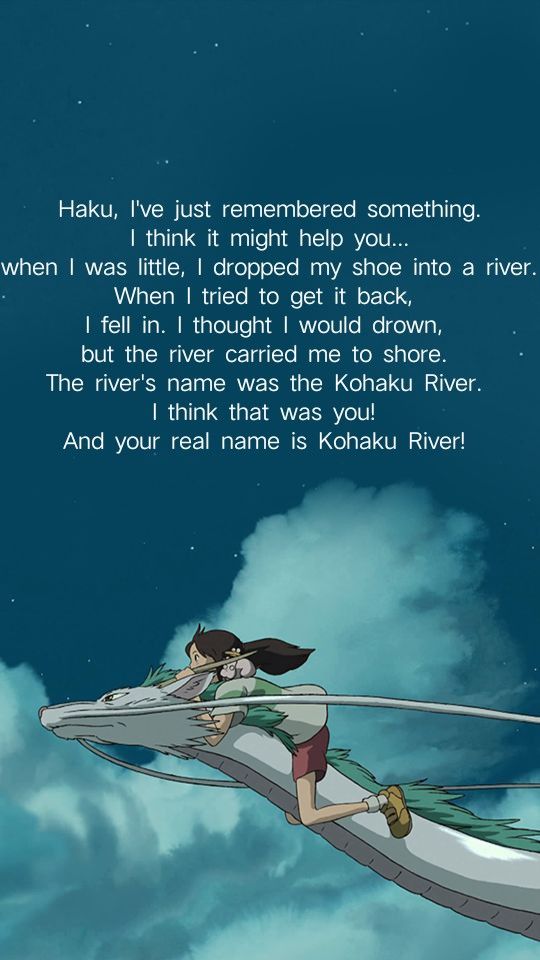 Haku, I've just remembered something.
I think it might help you...
when I was little, I dropped my shoe into a river.
When I tried to get it back,
I fell in. I thought I would drown,
but the river carried me to shore.
The river's name was the Kohaku River.
I think that was you!
And your real name is Kohaku River!